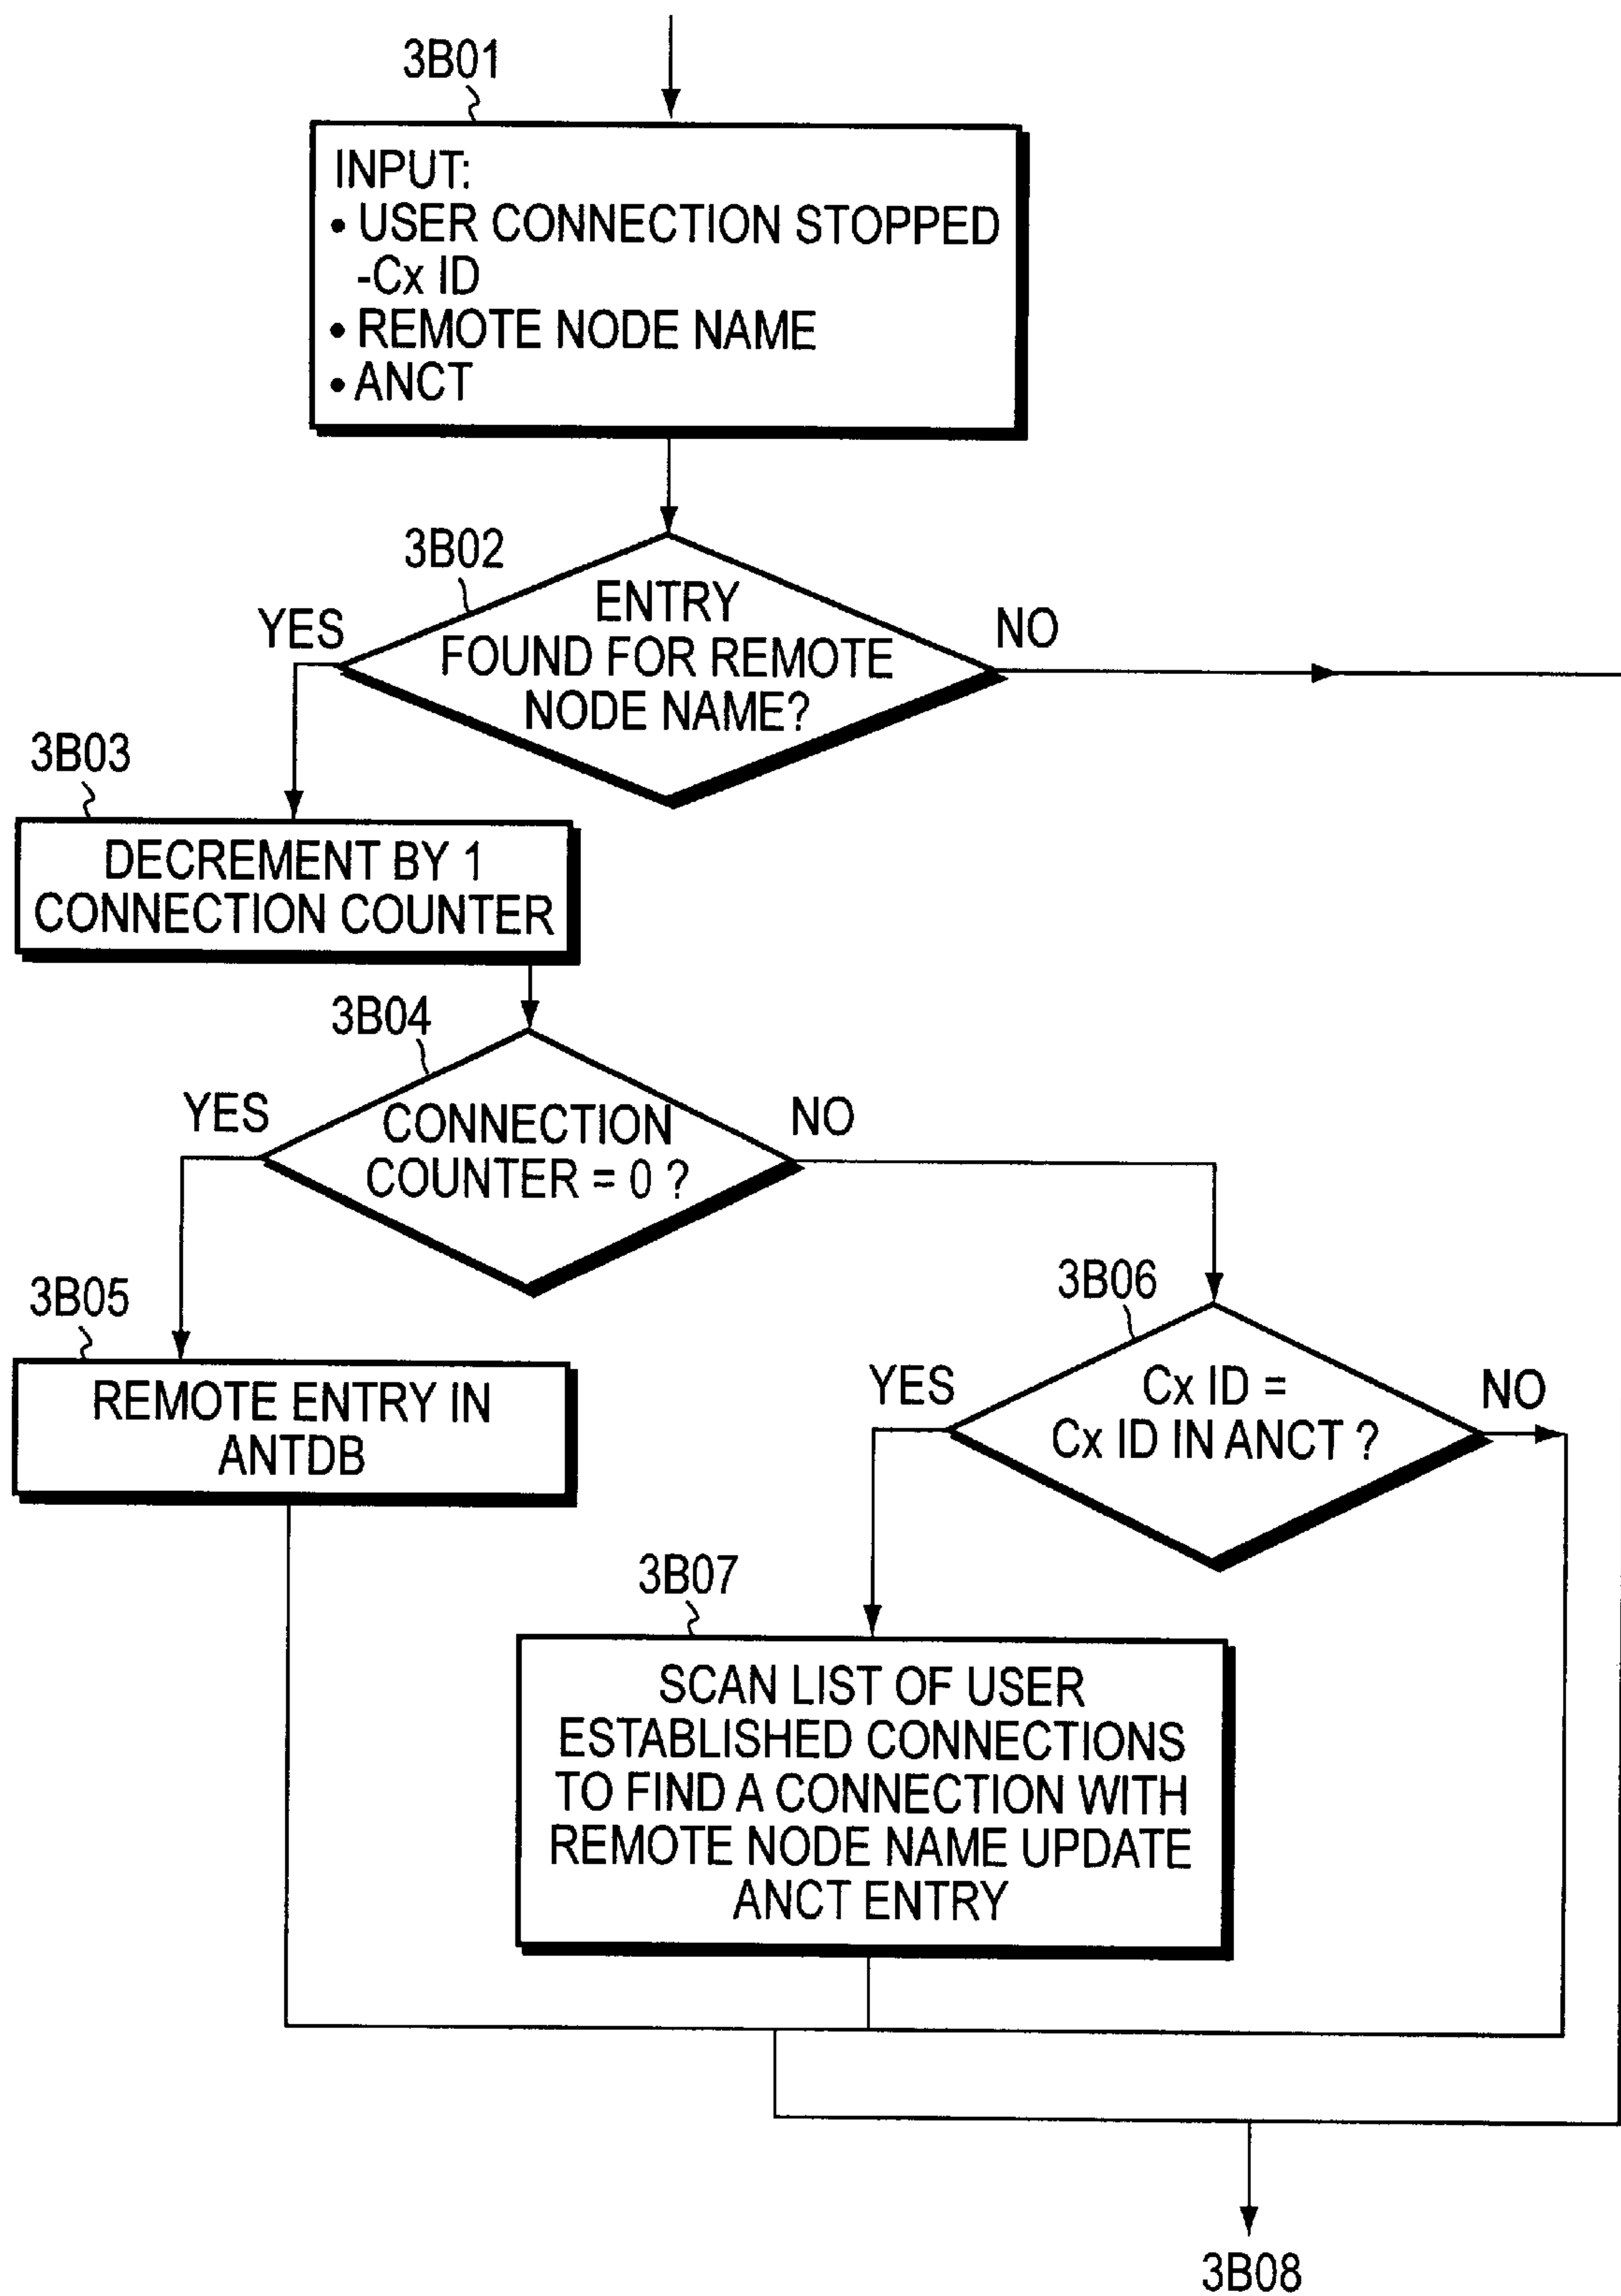 3B01
INPUT:
• USER CONNECTION STOPPED
-Cx ID
• REMOTE NODE NAME
• ANCT
3B02
YES
ENTRY
FOUND FOR REMOTE
NODE NAME?
NO
3B03
DECREMENT BY 1
CONNECTION COUNTER
3B04
YES
CONNECTION
COUNTER = 0 ?
NO
3B05
REMOTE ENTRY IN
ANTDB
3B06
YES
Cx ID =
Cx ID IN ANCT ?
NO
3B07
SCAN LIST OF USER
ESTABLISHED CONNECTIONS
TO FIND A CONNECTION WITH
REMOTE NODE NAME UPDATE
ANCT ENTRY
3B08